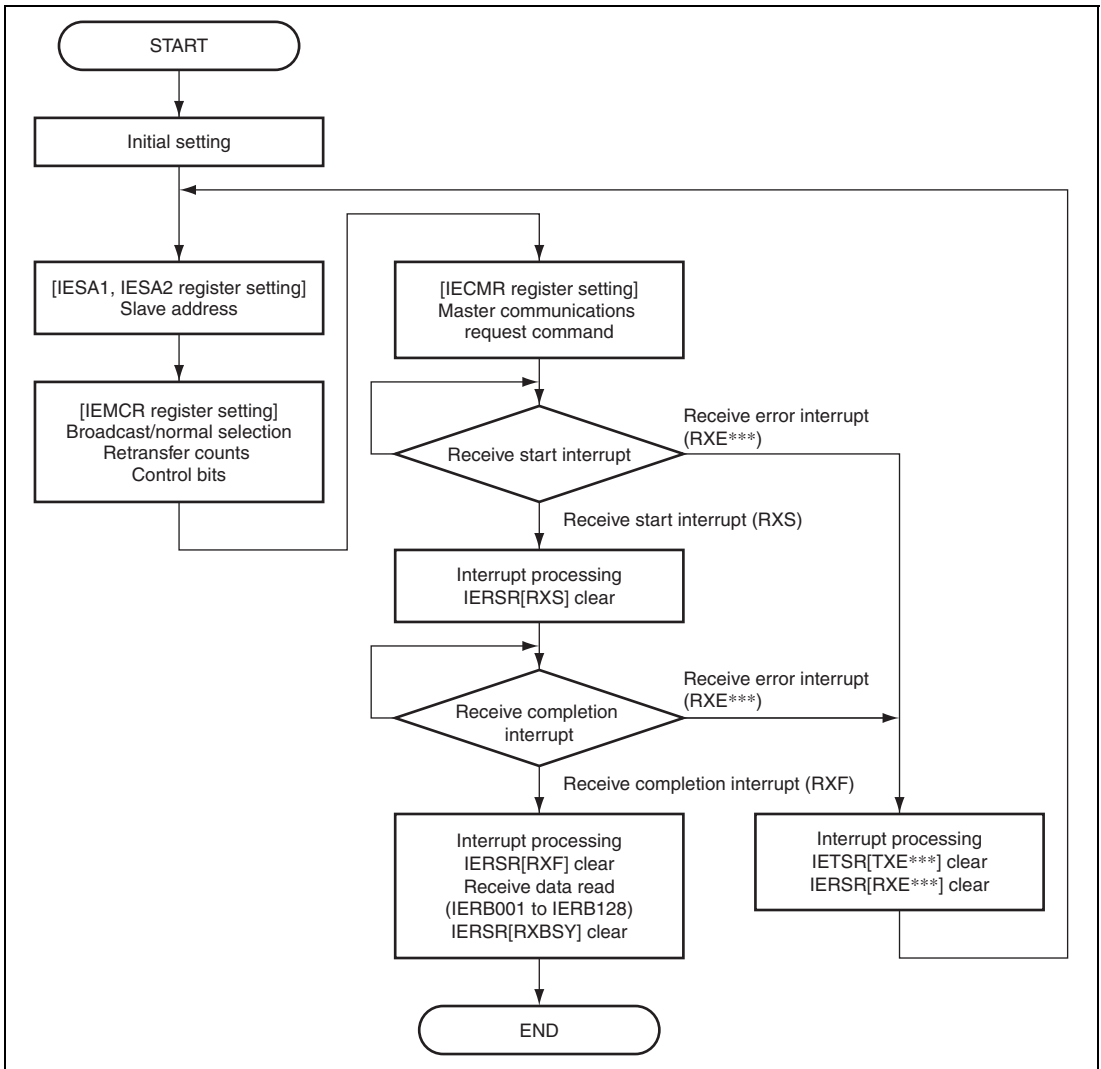 START
Initial setting
[IESA1, IESA2 register setting]
Slave address
[IEMCR register setting]
Broadcast/normal selection
Retransfer counts
Control bits
[IECMR register setting]
Master communications
request command
Receive start interrupt
Receive error interrupt
(RXE***)
Receive start interrupt (RXS)
Interrupt processing
IERSR[RXS] clear
Receive completion
interrupt
Receive error interrupt
(RXE***)
Receive completion interrupt (RXF)
Interrupt processing
IERSR[RXF] clear
Receive data read
(IERB001 to IERB128)
IERSR[RXBSY] clear
Interrupt processing
IETSR[TXE***] clear
IERSR[RXE***] clear
END